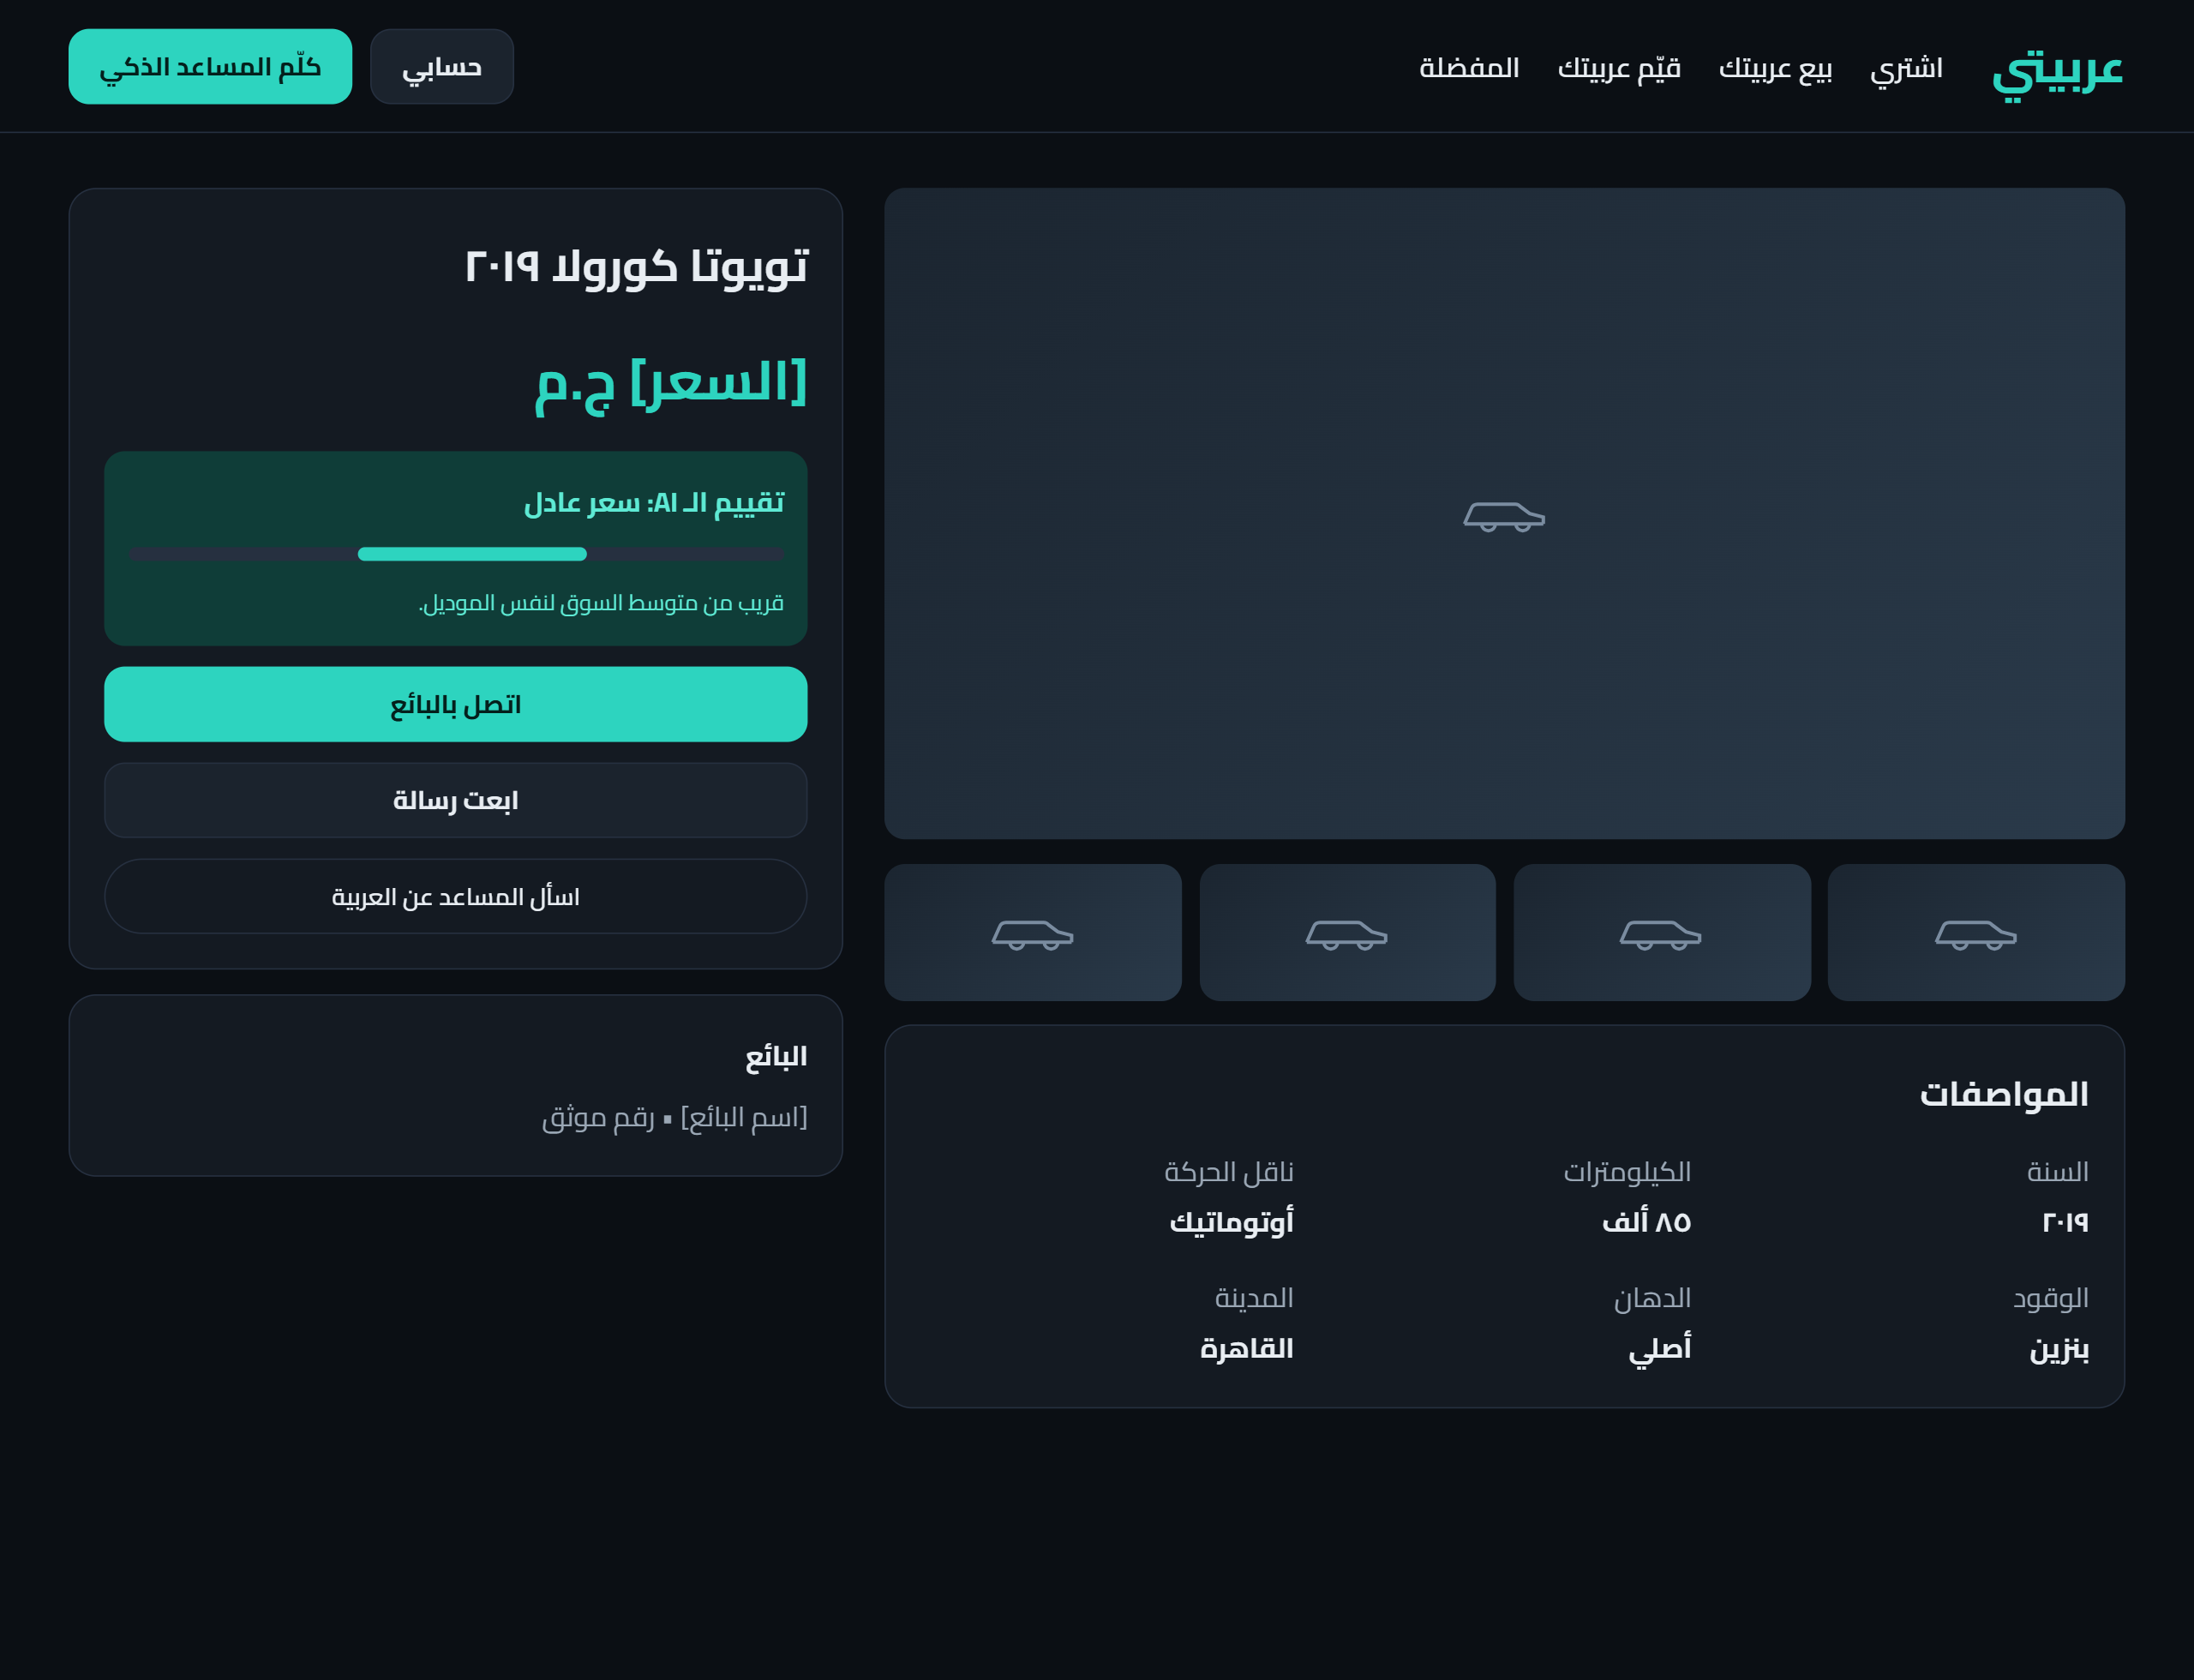 عربيتي
اشتري
بيع عربيتك
قيّم عربيتك
المفضلة
حسابي
كلّم المساعد الذكي
تويوتا كورولا ٢٠١٩
[السعر] ج.م
تقييم الـ AI: سعر عادل
قريب من متوسط السوق لنفس الموديل.
اتصل بالبائع
ابعت رسالة
اسأل المساعد عن العربية
البائع
[اسم البائع] • رقم موثق
المواصفات
السنة
٢٠١٩
الكيلومترات
٨٥ ألف
ناقل الحركة
أوتوماتيك
الوقود
بنزين
الدهان
أصلي
المدينة
القاهرة